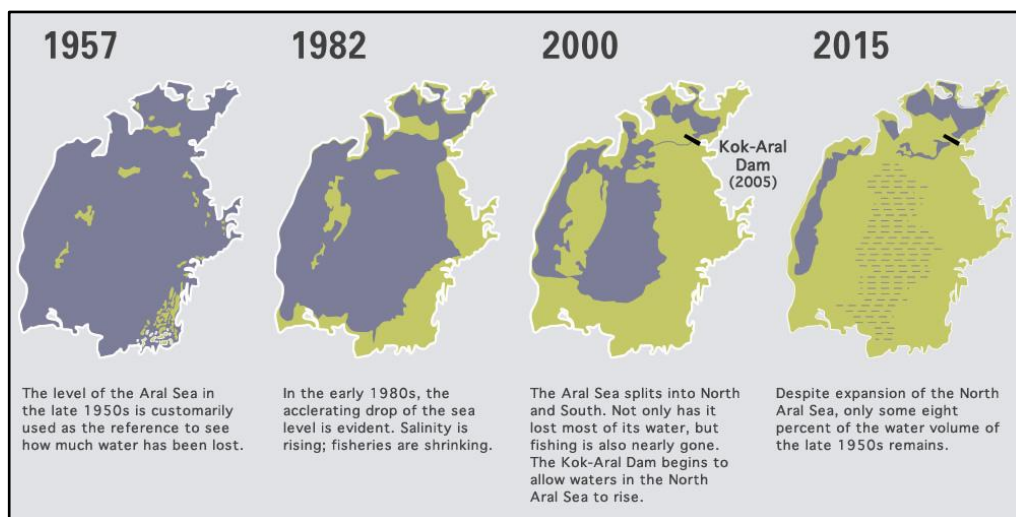 1957
1982
2000
2015
Kok-Aral
Dam
(2005)
The level of the Aral Sea in
the late 1950s is customarily
used as the reference to see
how much water has been lost.
In the early 1980s, the
acclerating drop of the sea
level is evident. Salinity is
rising; fisheries are shrinking.
The Aral Sea splits into North
and South. Not only has it
lost most of its water, but
fishing is also nearly gone.
The Kok-Aral Dam begins to
allow waters in the North
Aral Sea to rise.
Despite expansion of the North
Aral Sea, only some eight
percent of the water volume of
the late 1950s remains.